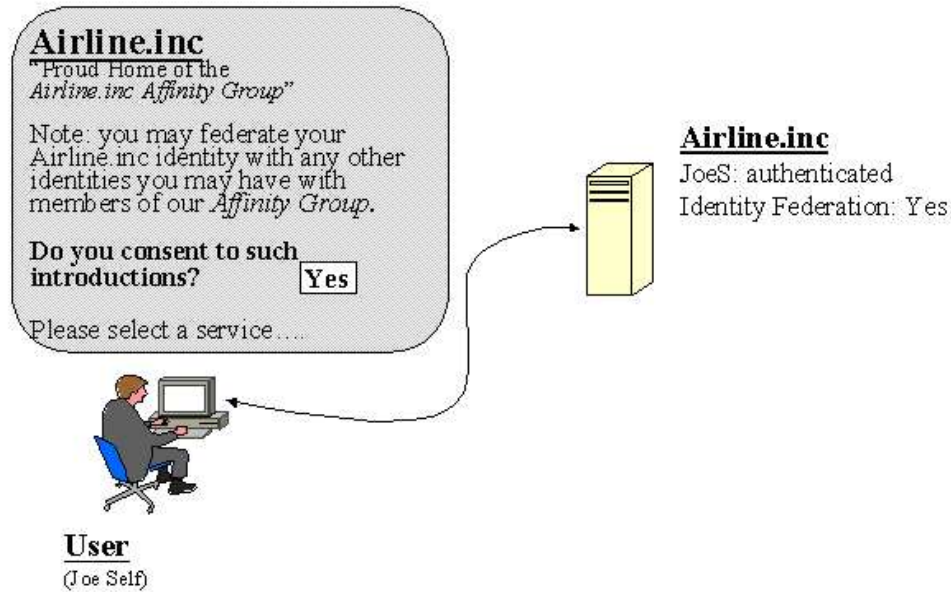 Airline.inc
"Proud Home of the
Airline.inc Affinity Group"
Note: you may federate your
Airline.inc identity with any other
identities you may have with
members of our Affinity Group.
Do you consent to such
introductions? Yes
Please select a service....
Airline.inc
JoeS: authenticated
Identity Federation: Yes
User
(Joe Self)